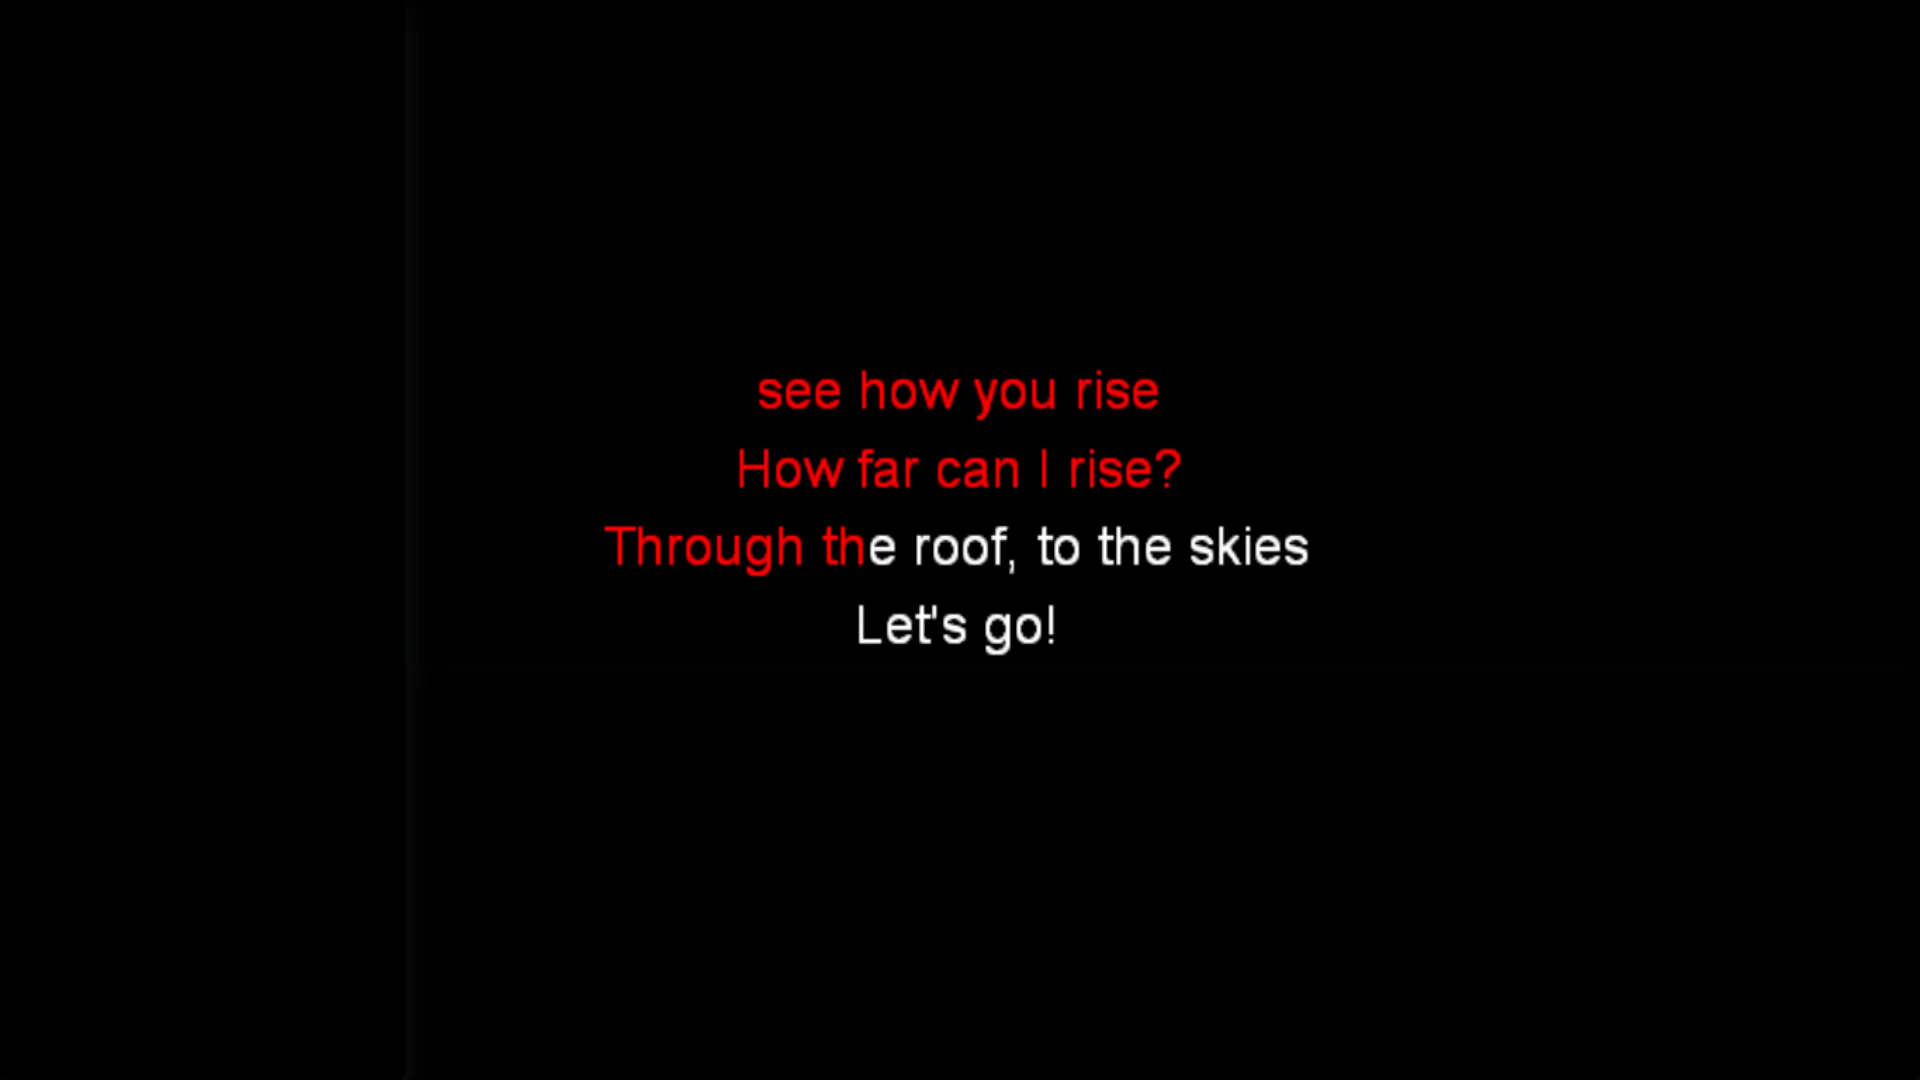 see how you rise
How far can I rise?
Through the roof, to the skies
Let's go!